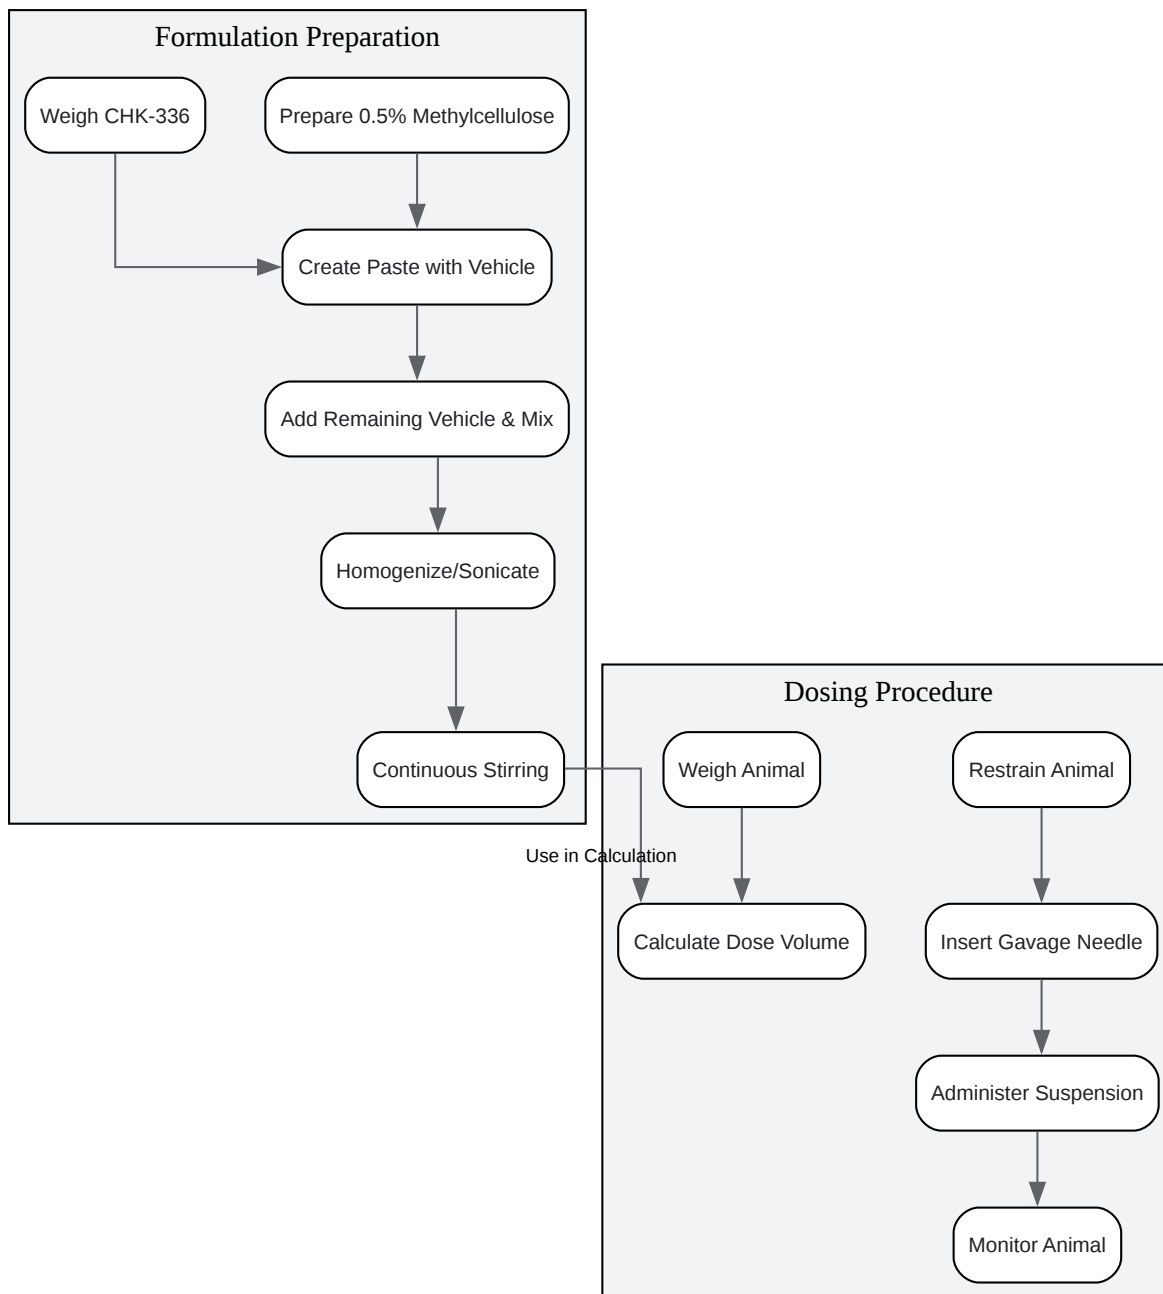 Formulation Preparation
Weigh CHK-336
Prepare 0.5% Methylcellulose
Create Paste with Vehicle
Add Remaining Vehicle & Mix
Homogenize/Sonicate
Continuous Stirring
Use in Calculation
Dosing Procedure
Weigh Animal
Restrain Animal
Calculate Dose Volume
Insert Gavage Needle
Administer Suspension
Monitor Animal